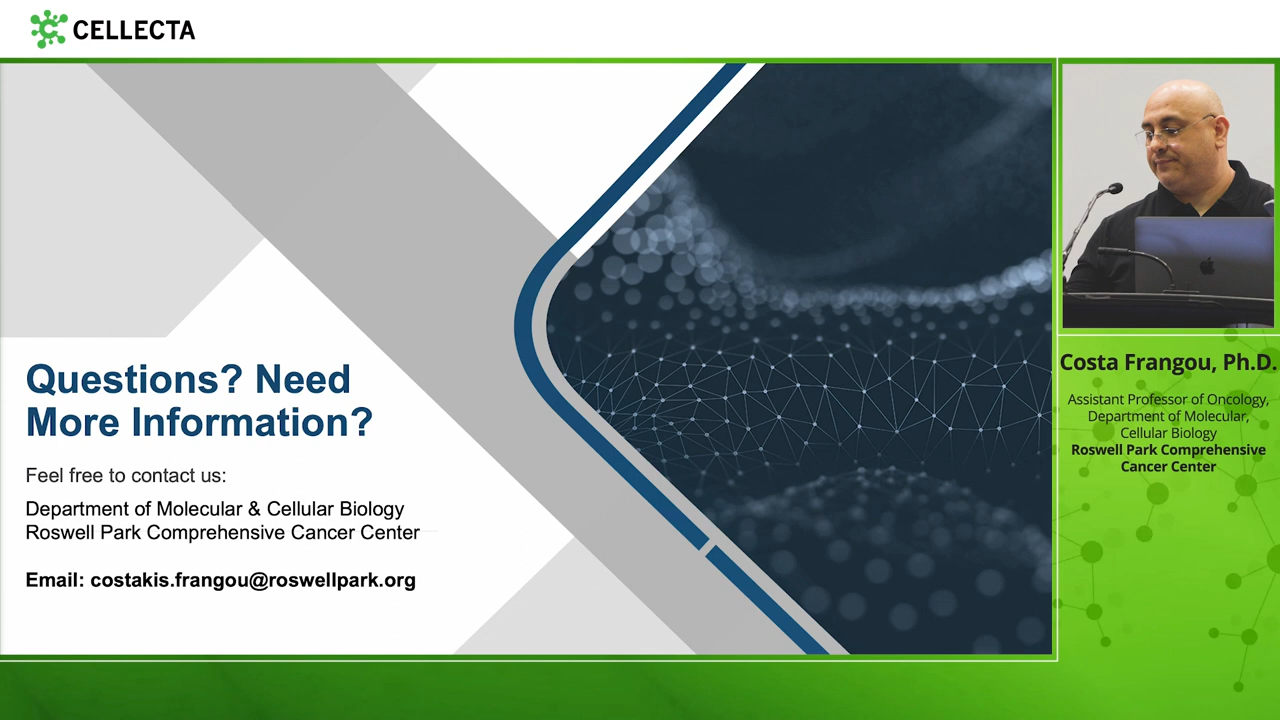 CELLECTA
Questions? Need
More Information?
Feel free to contact us:
Department of Molecular & Cellular Biology
Roswell Park Comprehensive Cancer Center
Email: costakis.frangou@roswellpark.org
Costa Frangou, Ph.D.
Assistant Professor of Oncology,
Department of Molecular,
Cellular Biology
Roswell Park Comprehensive
Cancer Center